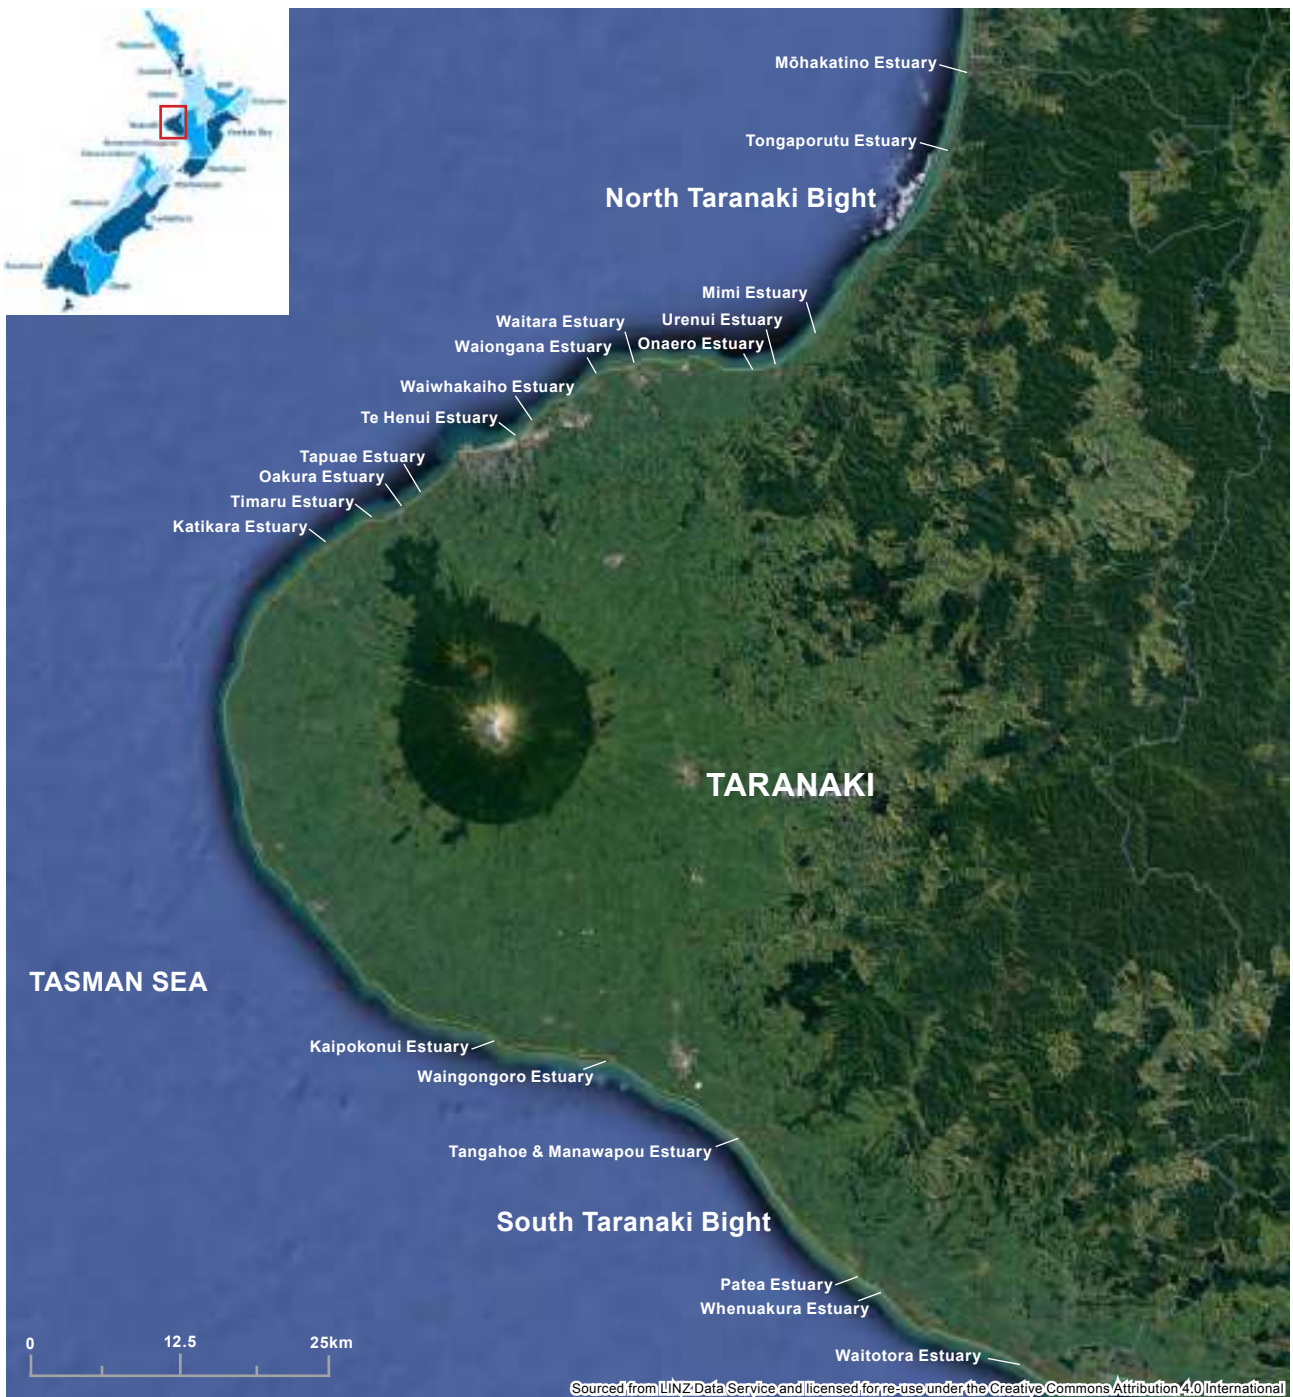 Mōhakatino Estuary
Tongaporutu Estuary
North Taranaki Bight
Mimi Estuary
Urenui Estuary
Waitara Estuary
Onaero Estuary
Waiongana Estuary
Waiwhakaiho Estuary
Te Henui Estuary
Tapuae Estuary
Oakura Estuary
Timaru Estuary
Katikara Estuary
TARANAKI
TASMAN SEA
Kaipokonui Estuary
Waingongoro Estuary
Tangahoe & Manawapou Estuary
South Taranaki Bight
Patea Estuary
Whenuakura Estuary
Waitotora Estuary
0 12.5 25km
Sourced from LINZ Data Service and licensed for re-use under the Creative Commons Attribution 4.0 International